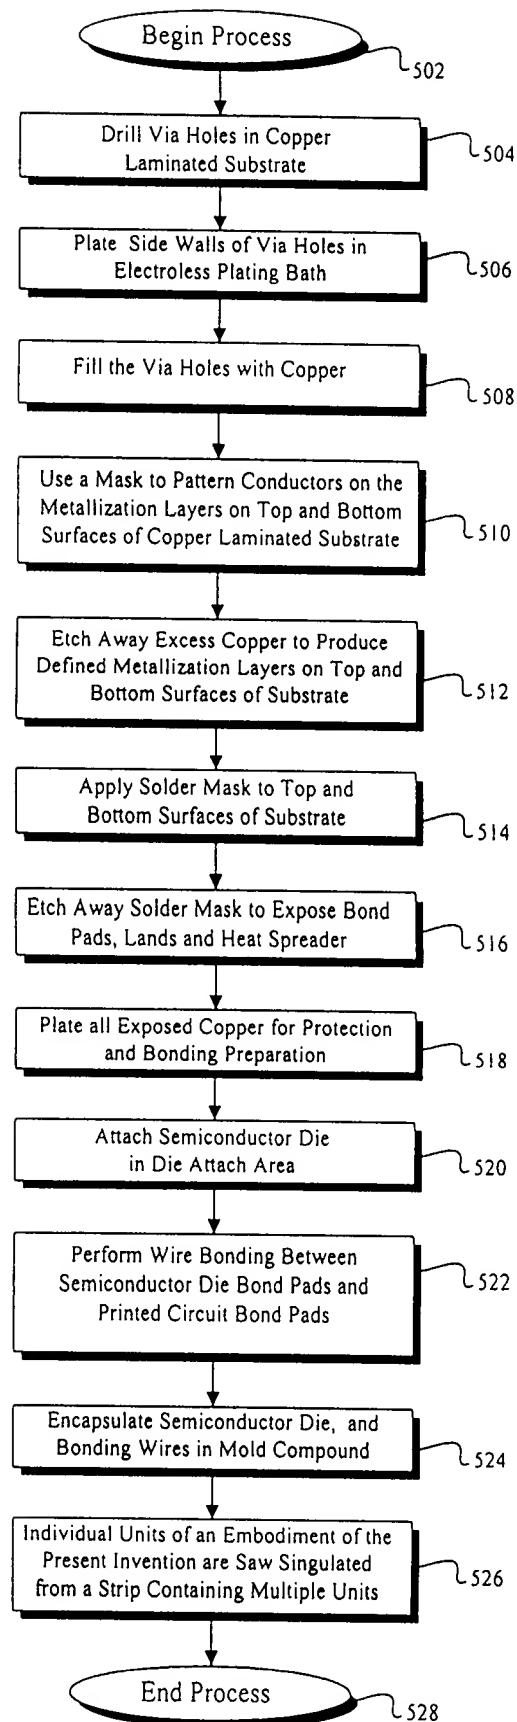 Begin Process
502
Drill Via Holes in Copper
Laminated Substrate
504
Plate Side Walls of Via Holes in
Electroless Plating Bath
506
Fill the Via Holes with Copper
508
Use a Mask to Pattern Conductors on the
Metallization Layers on Top and Bottom
Surfaces of Copper Laminated Substrate
510
Etch Away Excess Copper to Produce
Defined Metallization Layers on Top and
Bottom Surfaces of Substrate
512
Apply Solder Mask to Top and
Bottom Surfaces of Substrate
514
Etch Away Solder Mask to Expose Bond
Pads, Lands and Heat Spreader
516
Plate all Exposed Copper for Protection
and Bonding Preparation
518
Attach Semiconductor Die
in Die Attach Area
520
Perform Wire Bonding Between
Semiconductor Die Bond Pads and
Printed Circuit Bond Pads
522
Encapsulate Semiconductor Die, and
Bonding Wires in Mold Compound
524
Individual Units of an Embodiment of the
Present Invention are Saw Singulated
from a Strip Containing Multiple Units
526
End Process
528